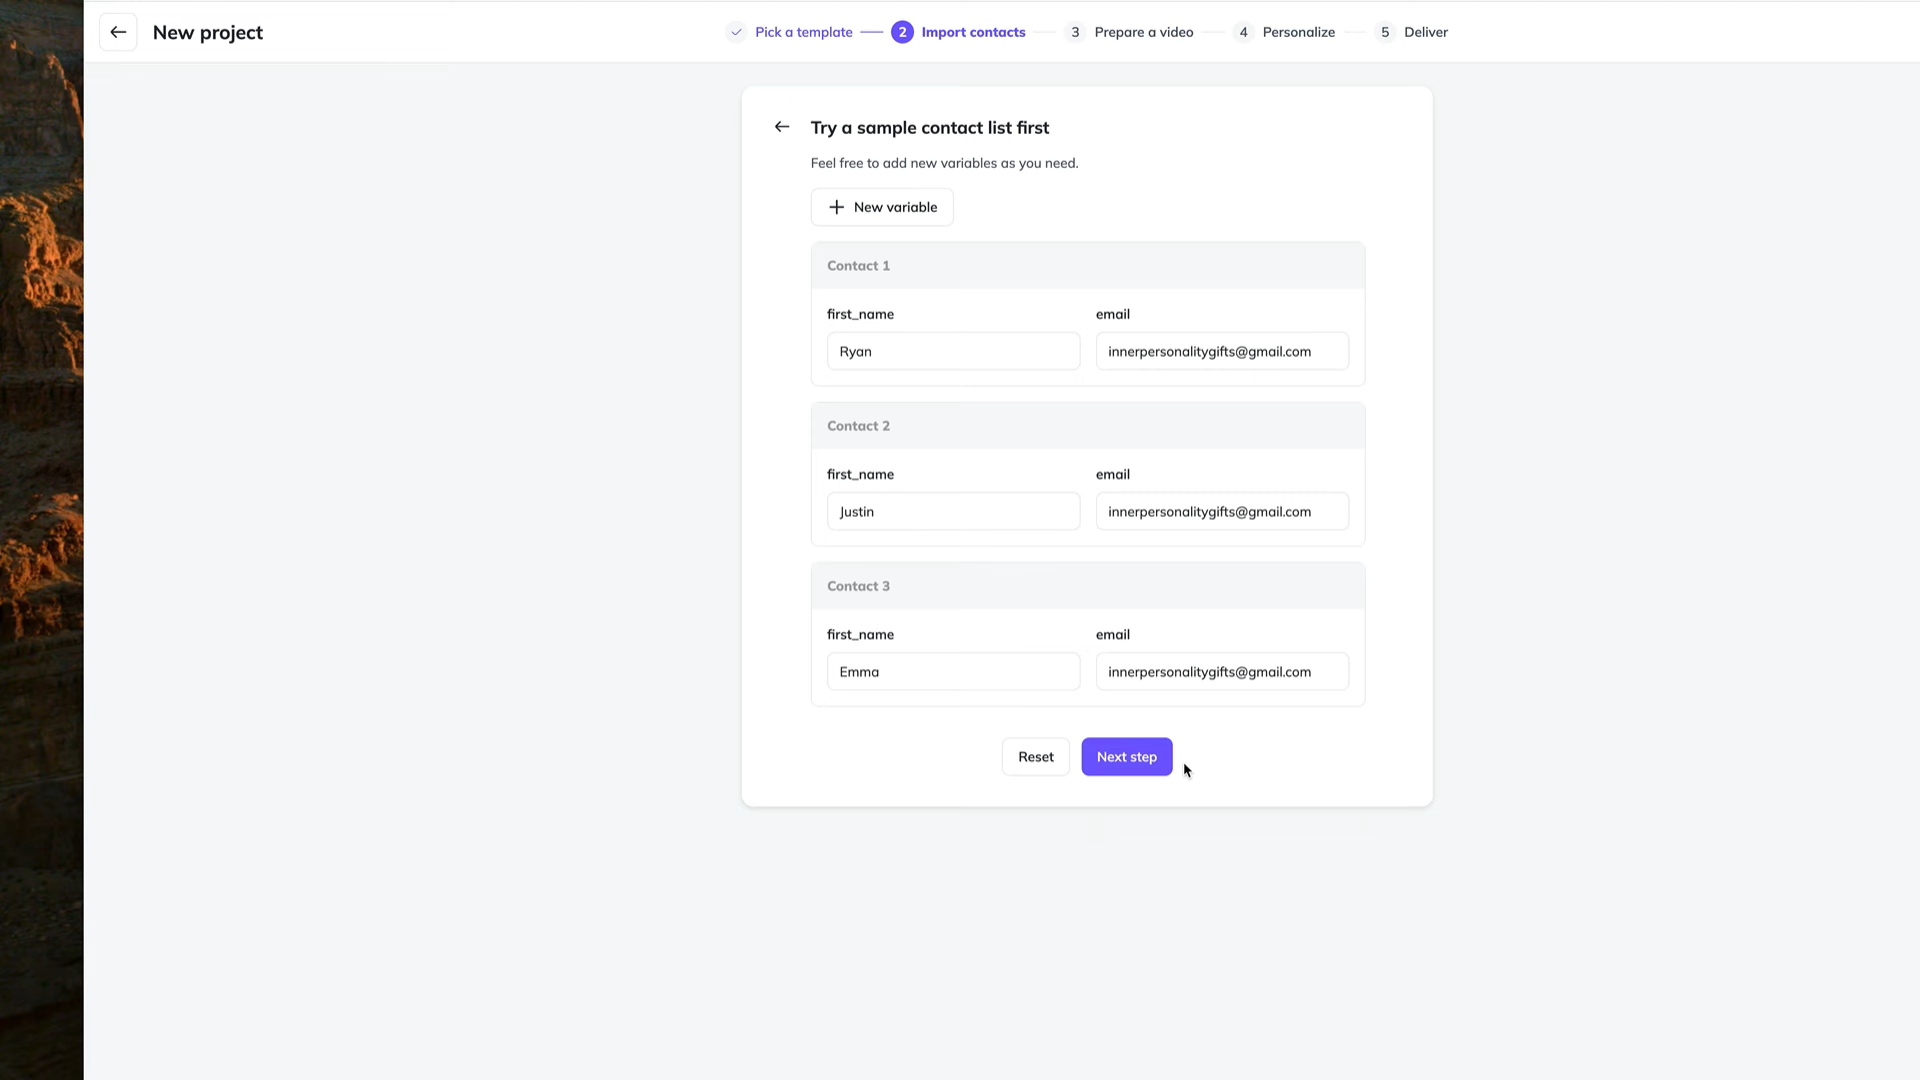 New project
Pick a template
2 Import contacts
3 Prepare a video
4 Personalize
5 Deliver
Try a sample contact list first
Feel free to add new variables as you need.
New variable
Contact 1
first_name email
Ryan innerpersonalitygifts@gmail.com
Contact 2
first_name email
Justin innerpersonalitygifts@gmail.com
Contact 3
first_name email
Emma innerpersonalitygifts@gmail.com
Reset Next step